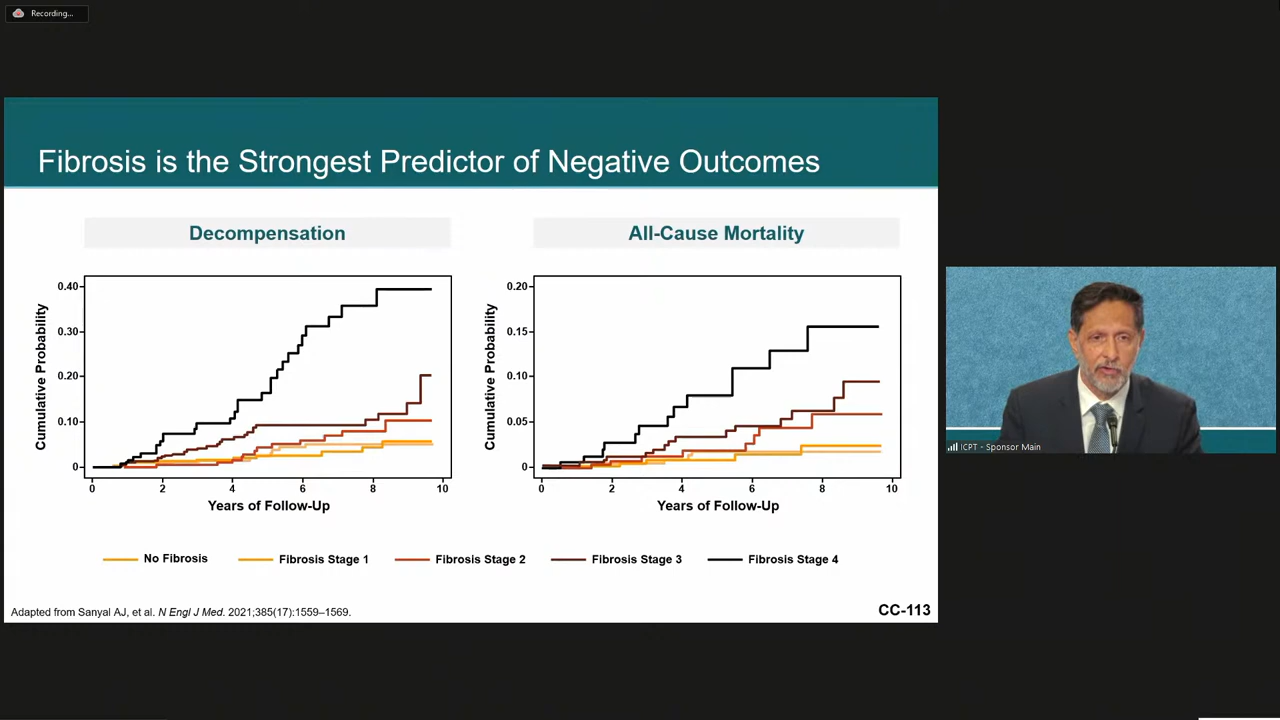 Recording...
Fibrosis is the Strongest Predictor of Negative Outcomes
Decompensation
Cumulative Probability
0.40
0.30
0.20
0.10
0
0 2 4 6 8 10
Years of Follow-Up
All-Cause Mortality
Cumulative Probability
0.20
0.15
0.10
0.05
0
0 2 4 6 8 10
Years of Follow-Up
No Fibrosis Fibrosis Stage 1 Fibrosis Stage 2 Fibrosis Stage 3 Fibrosis Stage 4
Adapted from Sanyal AJ, et al. N Engl J Med. 2021;385(17):1559–1569.
CC-113
ICPT - Sponsor Main